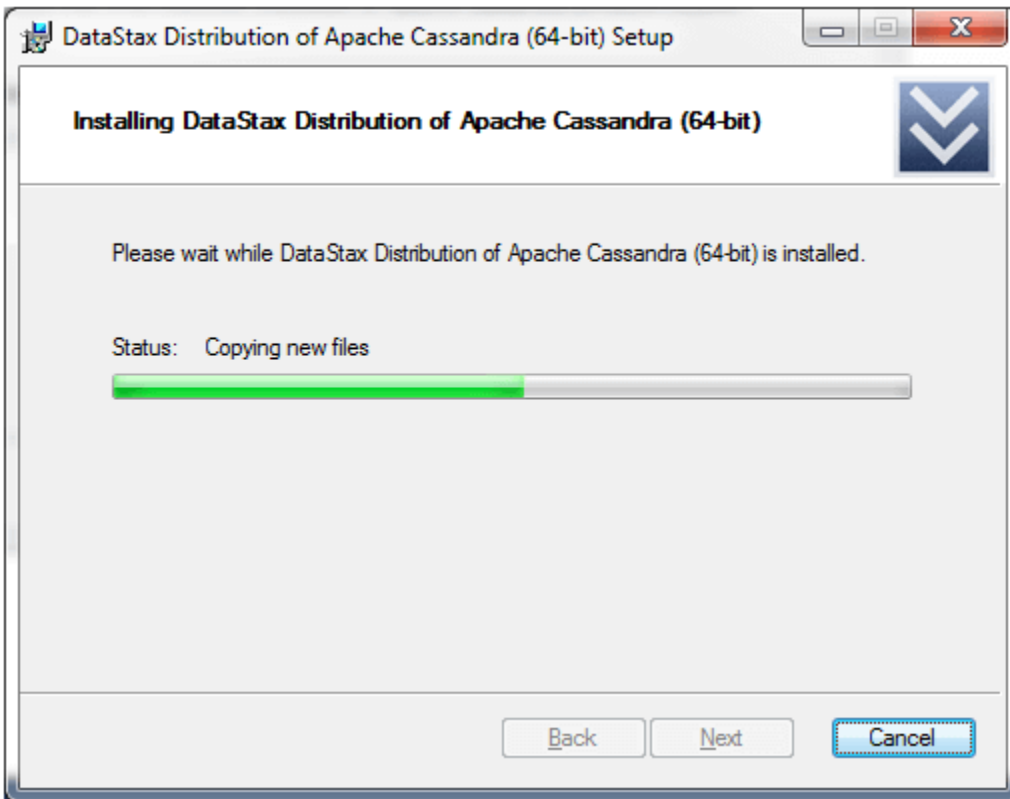 DataStax Distribution of Apache Cassandra (64-bit) Setup
Installing DataStax Distribution of Apache Cassandra (64-bit)
Please wait while DataStax Distribution of Apache Cassandra (64-bit) is installed.
Status: Copying new files
Back Next Cancel